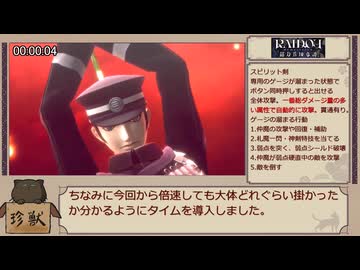 00:00:04
RAIDOU
スピリット剣
専用のゲージが溜まった状態で
ボタン同時押しすると出せる
全体攻撃。一番総ダメージ量の多
い属性で自動的に攻撃。貫通有り。
ゲージの溜まる行動
1.仲魔の攻撃や回復・補助
2.礼風一閃・神剣特技を当てる
3.弱点を突く、弱点シールド破壊
4.仲魔が弱点硬直中の敵を攻撃
5.敵を倒す
珍獣
ちなみに今回から倍速しても大体どれぐらい掛かった
か分かるようにタイムを導入しました。